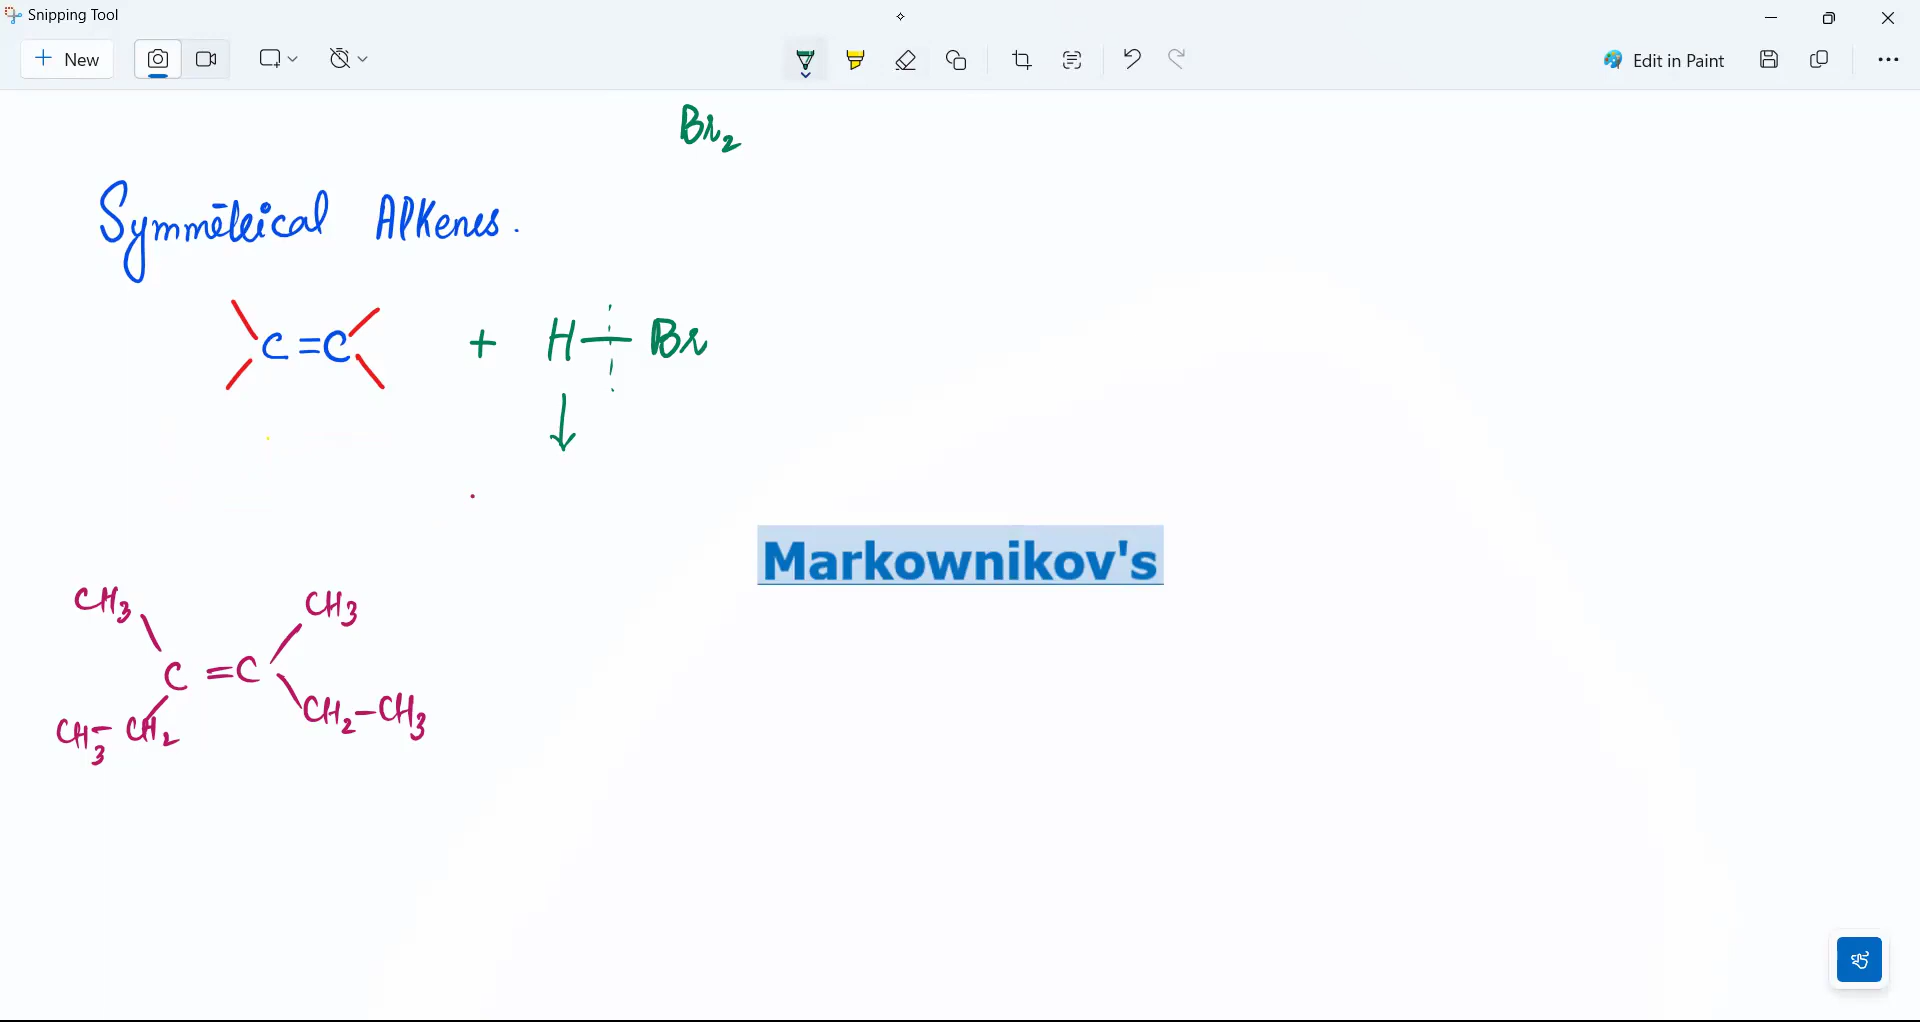 Snipping Tool
New
Edit in Paint
Br₂
Symmetrical Alkenes.
C=C + H—Br
Markownikov's
CH₃ CH₃
C=C
CH₃-CH₂ CH₂-CH₃